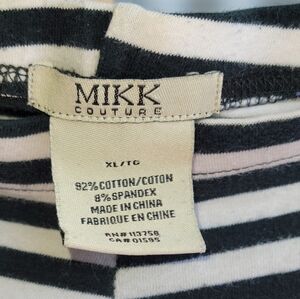 MIKK
COUTURE
XL/TG
92% COTTON/COTON
8% SPANDEX
MADE IN CHINA
FABRIQUE EN CHINE
RN# 113758
CA# 01595